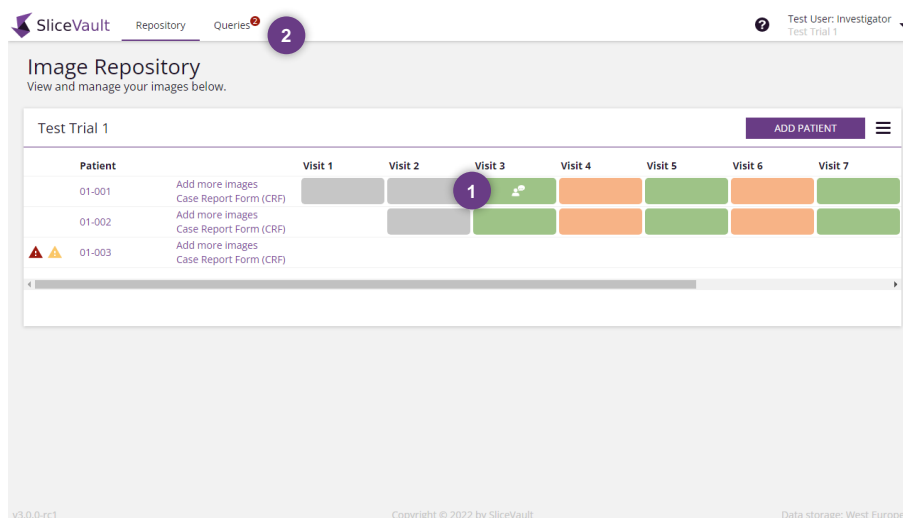 SliceVault Repository Queries 2 2 ? Test User: Investigator
Test Trial 1
Image Repository
View and manage your images below.
Test Trial 1 ADD PATIENT
Patient Visit 1 Visit 2 Visit 3 Visit 4 Visit 5 Visit 6 Visit 7
01-001 Add more images
Case Report Form (CRF)
1
01-002 Add more images
Case Report Form (CRF)
01-003 Add more images
Case Report Form (CRF)
v3.0.0-rc1 Copyright © 2022 by SliceVault Data storage: West Europe